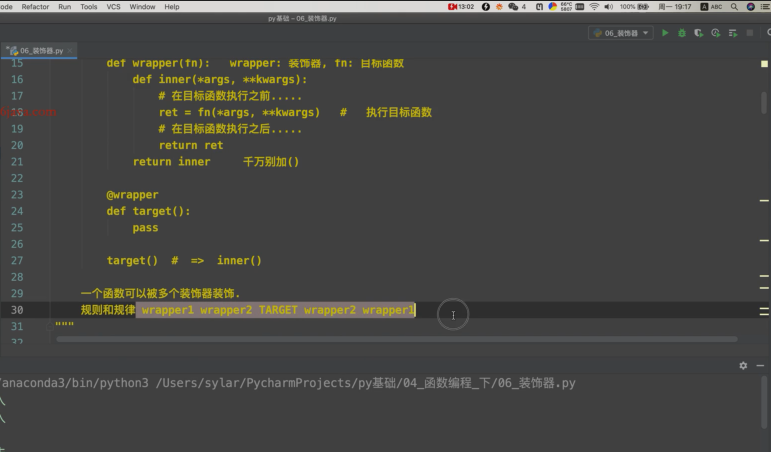 ode Refactor Run Tools VCS Window Help 13:02 4 66°C 5807 100% 周一 19:17 A ABC
py基础 – 06_装饰器.py
06_装饰器
06_装饰器.py
15 def wrapper(fn): wrapper: 装饰器, fn: 目标函数
16 def inner(*args, **kwargs):
17 # 在目标函数执行之前.....
18 ret = fn(*args, **kwargs) # 执行目标函数
19 # 在目标函数执行之后.....
20 return ret
21 return inner 千万别加()
22
23 @wrapper
24 def target():
25 pass
26
27 target() # => inner()
28
29 一个函数可以被多个装饰器装饰.
30 规则和规律 wrapper1 wrapper2 TARGET wrapper2 wrapper1
31 """
32
/anaconda3/bin/python3 /Users/sylar/PycharmProjects/py基础/04_函数编程_下/06_装饰器.py